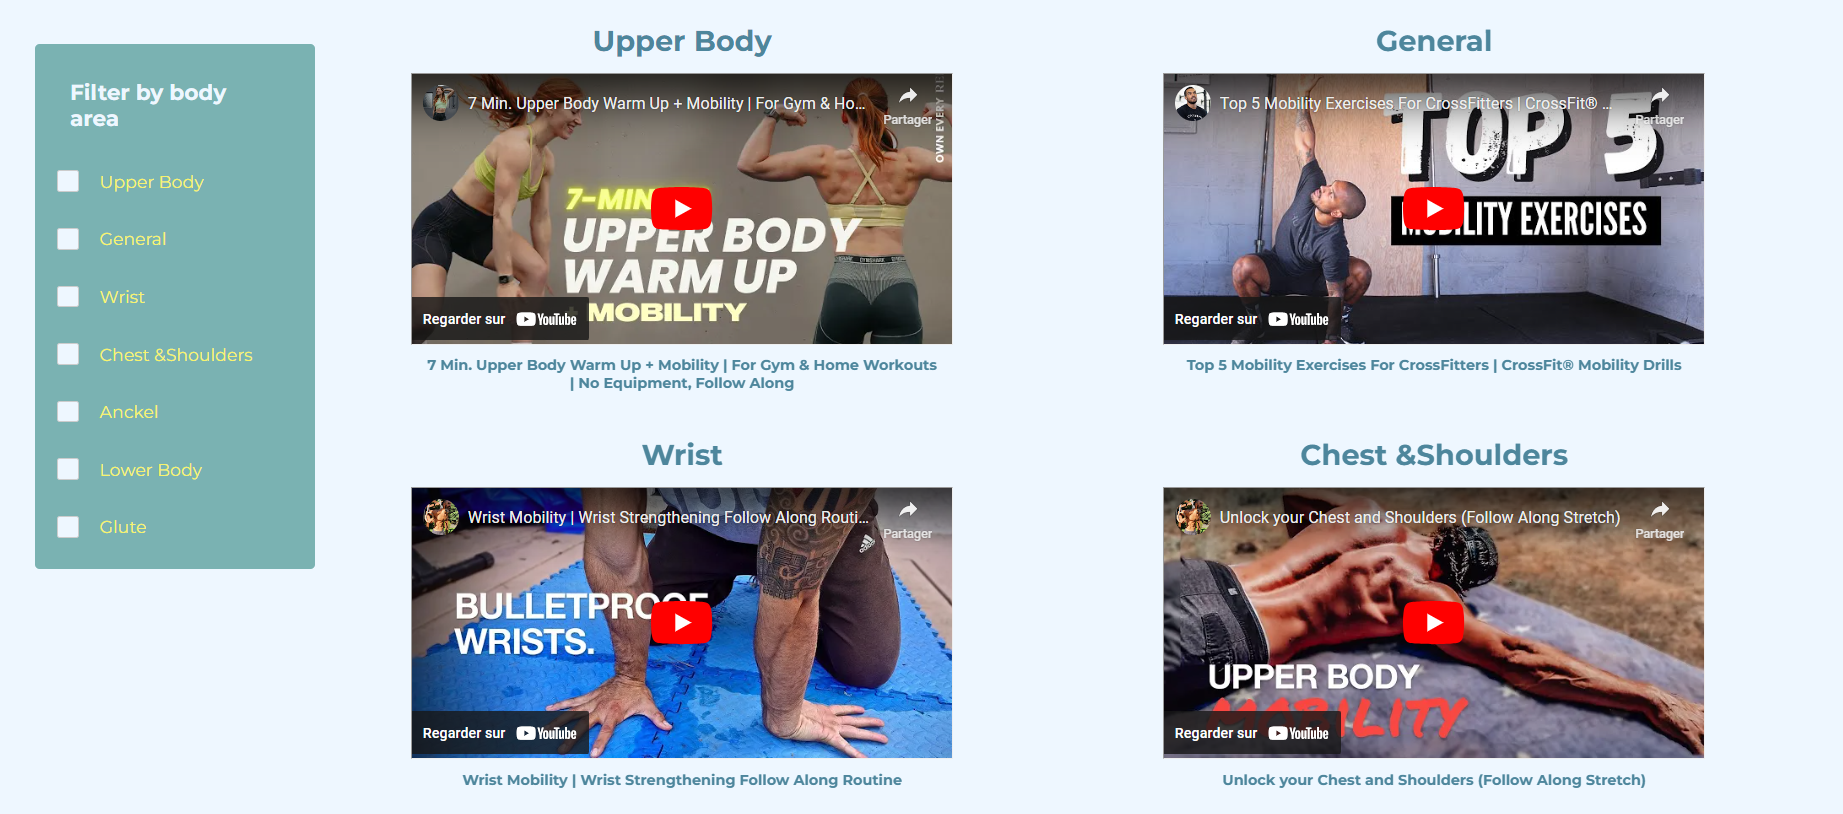 Filter by body
area
Upper Body
General
Wrist
Chest &Shoulders
Anckel
Lower Body
Glute
Upper Body
7 Min. Upper Body Warm Up + Mobility | For Gym & Ho...
Partager
OWN EVERY RE
7-MIN
UPPER BODY
WARM UP
MOBILITY
Regarder sur YouTube
7 Min. Upper Body Warm Up + Mobility | For Gym & Home Workouts
| No Equipment, Follow Along
General
Top 5 Mobility Exercises For CrossFitters | CrossFit® ...
Partager
TOP 5
MOBILITY EXERCISES
Regarder sur YouTube
Top 5 Mobility Exercises For CrossFitters | CrossFit® Mobility Drills
Wrist
Wrist Mobility | Wrist Strengthening Follow Along Routi...
Partager
BULLETPROOF
WRISTS.
Regarder sur YouTube
Wrist Mobility | Wrist Strengthening Follow Along Routine
Chest &Shoulders
Unlock your Chest and Shoulders (Follow Along Stretch)
Partager
UPPER BODY
MOBILITY
Regarder sur YouTube
Unlock your Chest and Shoulders (Follow Along Stretch)